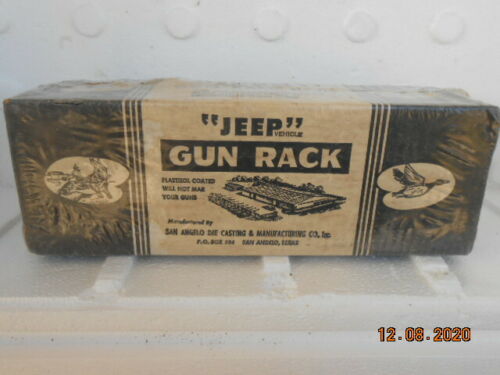 "JEEP"
VEHICLE
GUN RACK
PLASTISOL COATED
WILL NOT MAR
YOUR GUNS
Manufactured By
SAN ANGELO DIE CASTING & MANUFACTURING CO., Inc.
P.O. BOX 984 SAN ANGELO, TEXAS
12.08.2020